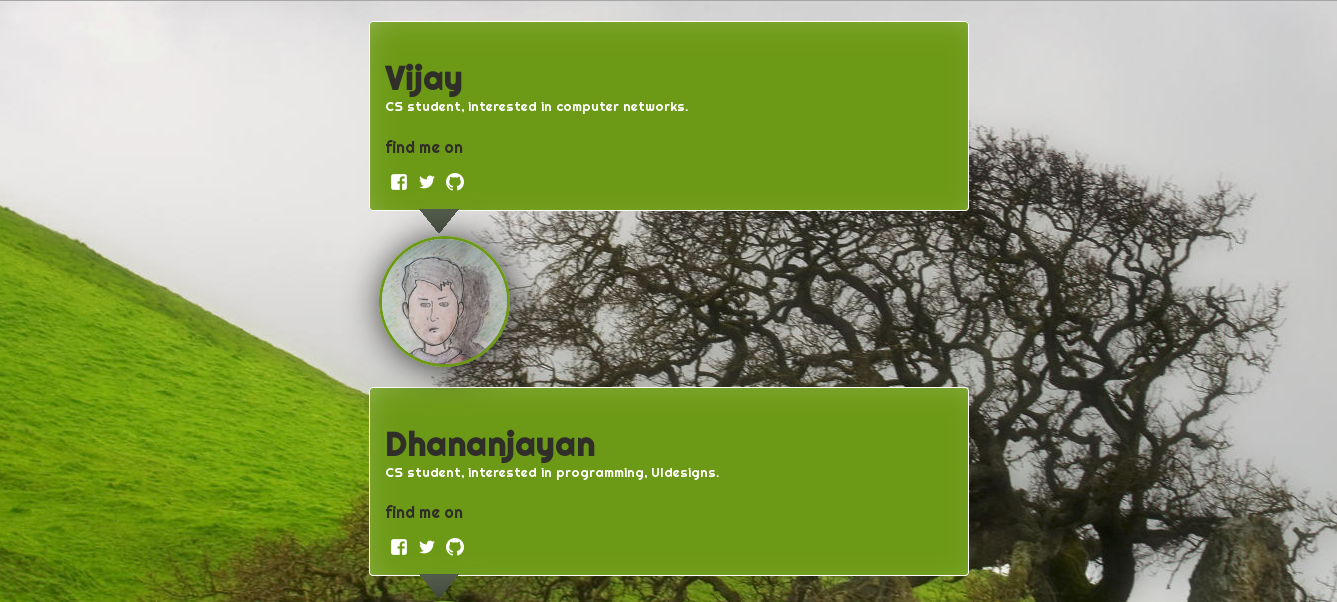 Vijay
CS student, interested in computer networks.
find me on
Dhananjayan
CS student, interested in programming, UIdesigns.
find me on